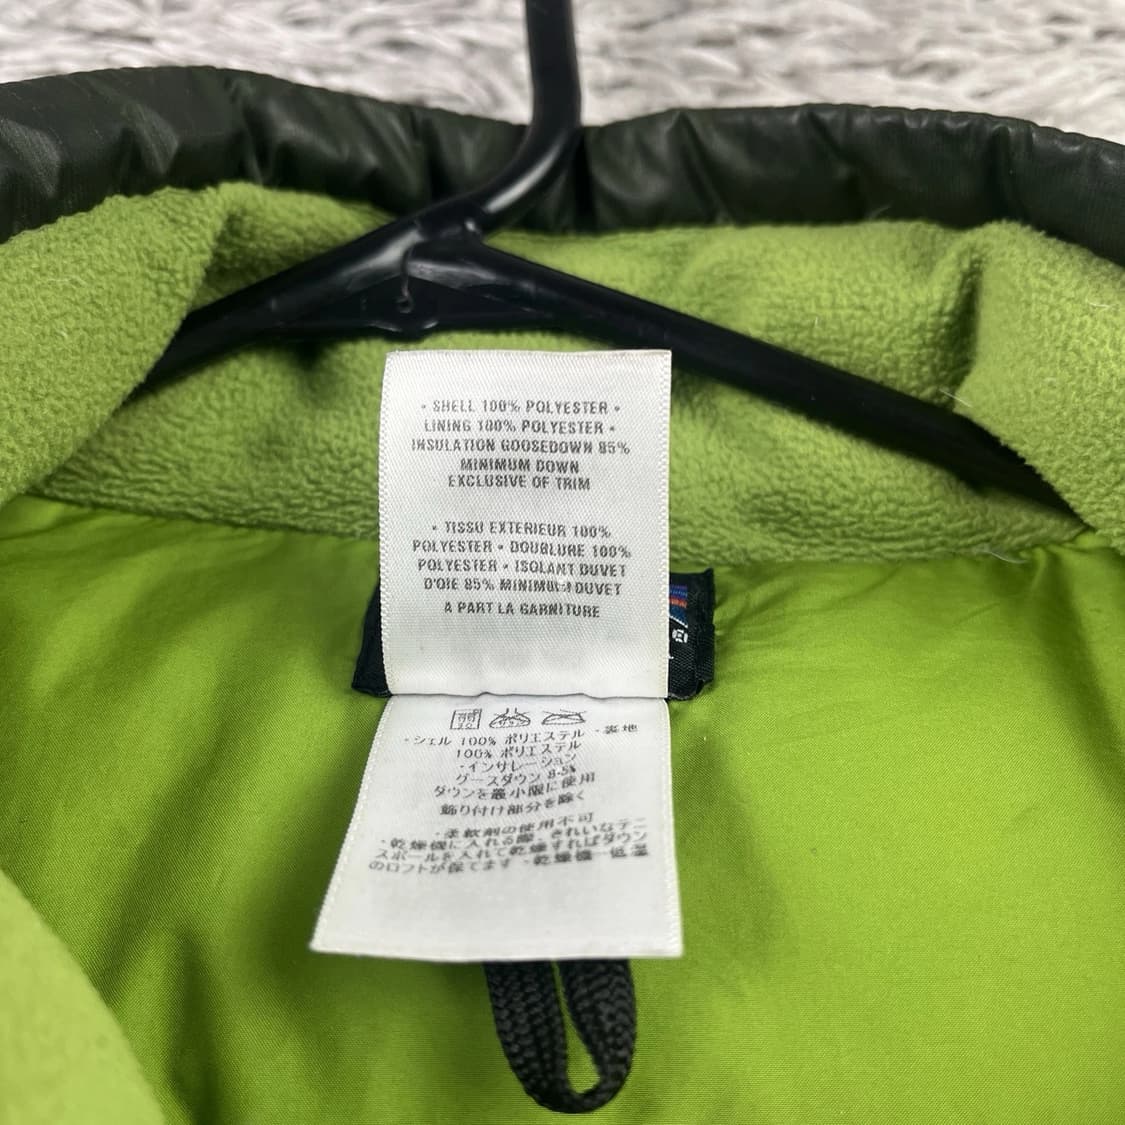 • SHELL 100% POLYESTER •
LINING 100% POLYESTER •
INSULATION GOOSEDOWN 85%
MINIMUM DOWN
EXCLUSIVE OF TRIM
• TISSU EXTERIEUR 100%
POLYESTER • DOUBLURE 100%
POLYESTER • ISOLANT DUVET
D'OIE 85% MINIMUM DUVET
A PART LA GARNITURE
・シェル 100% ポリエステル ・裏地
100% ポリエステル
・インサレーション
グースダウン 85%
ダウンを最小限に使用
飾り付け部分を除く
・柔軟剤の使用不可
・乾燥機に入れる際、きれいなテニ
スボールを入れて乾燥すればダウン
のロフトが保てます ・乾燥機－低温